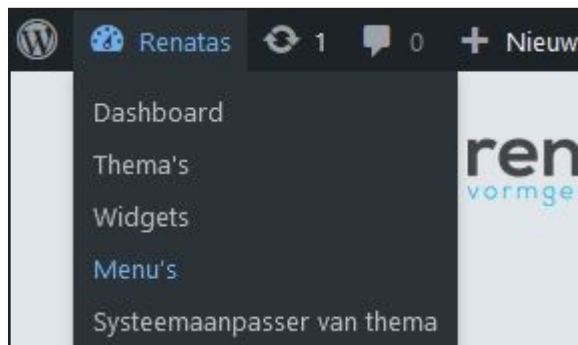 Renatas 1 0 + Nieuw
Dashboard
Thema's
ren
vormge
Widgets
Menu's
Systeemaanpasser van thema